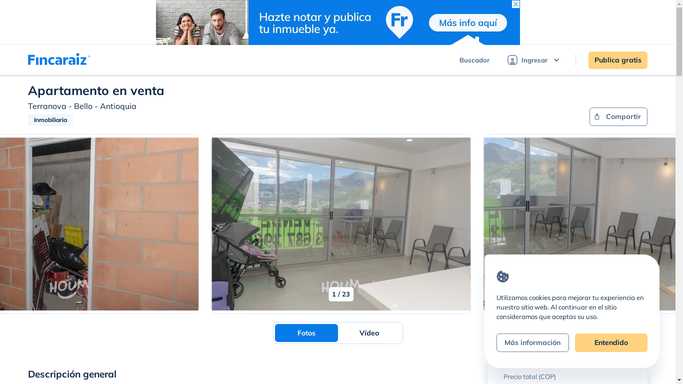 Hazte notar y publica
tu inmueble ya.
Fr
Más info aquí
Fincaraiz
Buscador
Ingresar
Publica gratis
Apartamento en venta
Terranova - Bello - Antioquia
Inmobiliaria
Compartir
HOUM
HOUM
1 / 23
Fotos
Vídeo
Utilizamos cookies para mejorar tu experiencia en
nuestro sitio web. Al continuar en el sitio
consideramos que aceptas su uso.
Más información
Entendido
Descripción general
Precio total (COP)